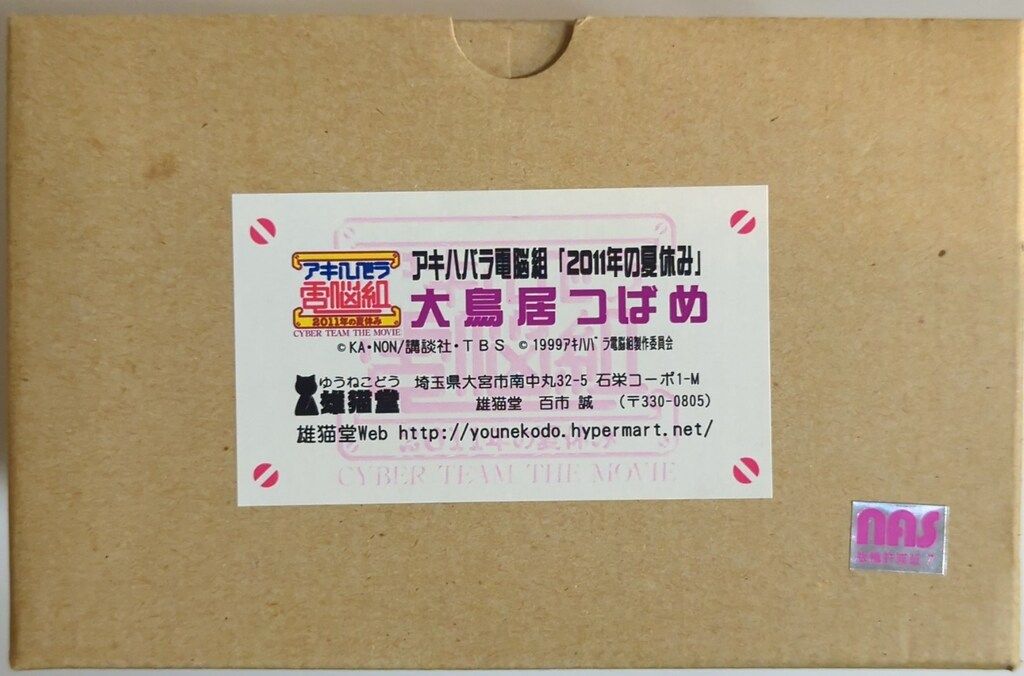 アキハバラ
電脳組
2011年の夏休み
CYBER TEAM THE MOVIE
アキハバラ電脳組「2011年の夏休み」
大鳥居つばめ
©KA・NON/講談社・TBS ©1999アキハバラ電脳組製作委員会
ゆうねこどう
雄猫堂
埼玉県大宮市南中丸32-5 石栄コーポ1-M
雄猫堂 百市 誠 (〒330-0805)
雄猫堂Web http://younekodo.hypermart.net/
CYBER TEAM THE MOVIE
nas
版権許諾証